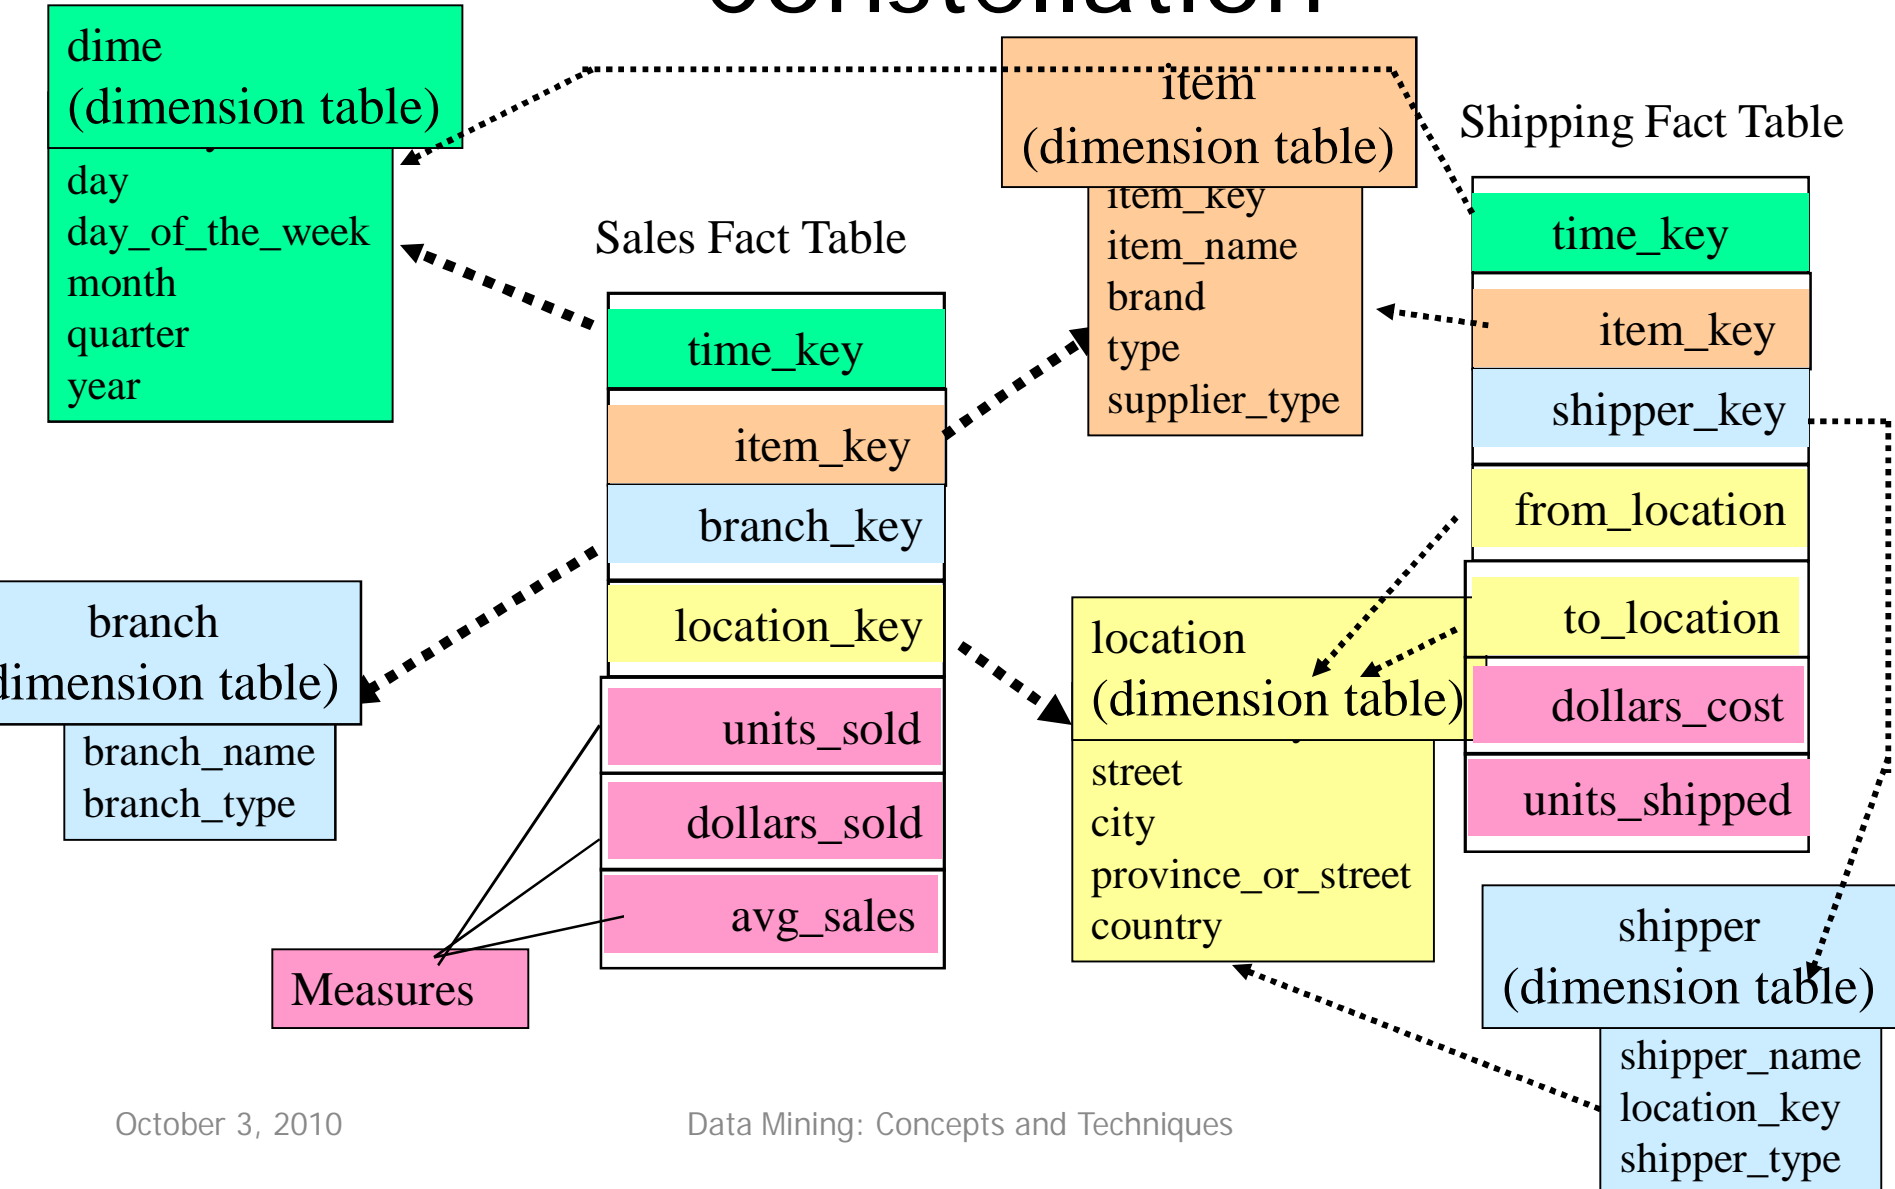 constellation
dime
(dimension table)
day
day_of_the_week
month
quarter
year
item
(dimension table)
item_key
item_name
brand
type
supplier_type
Sales Fact Table
time_key
item_key
branch_key
location_key
units_sold
dollars_sold
avg_sales
Measures
branch
dimension table)
branch_name
branch_type
location
(dimension table)
street
city
province_or_street
country
Shipping Fact Table
time_key
item_key
shipper_key
from_location
to_location
dollars_cost
units_shipped
shipper
(dimension table)
shipper_name
location_key
shipper_type
October 3, 2010
Data Mining: Concepts and Techniques